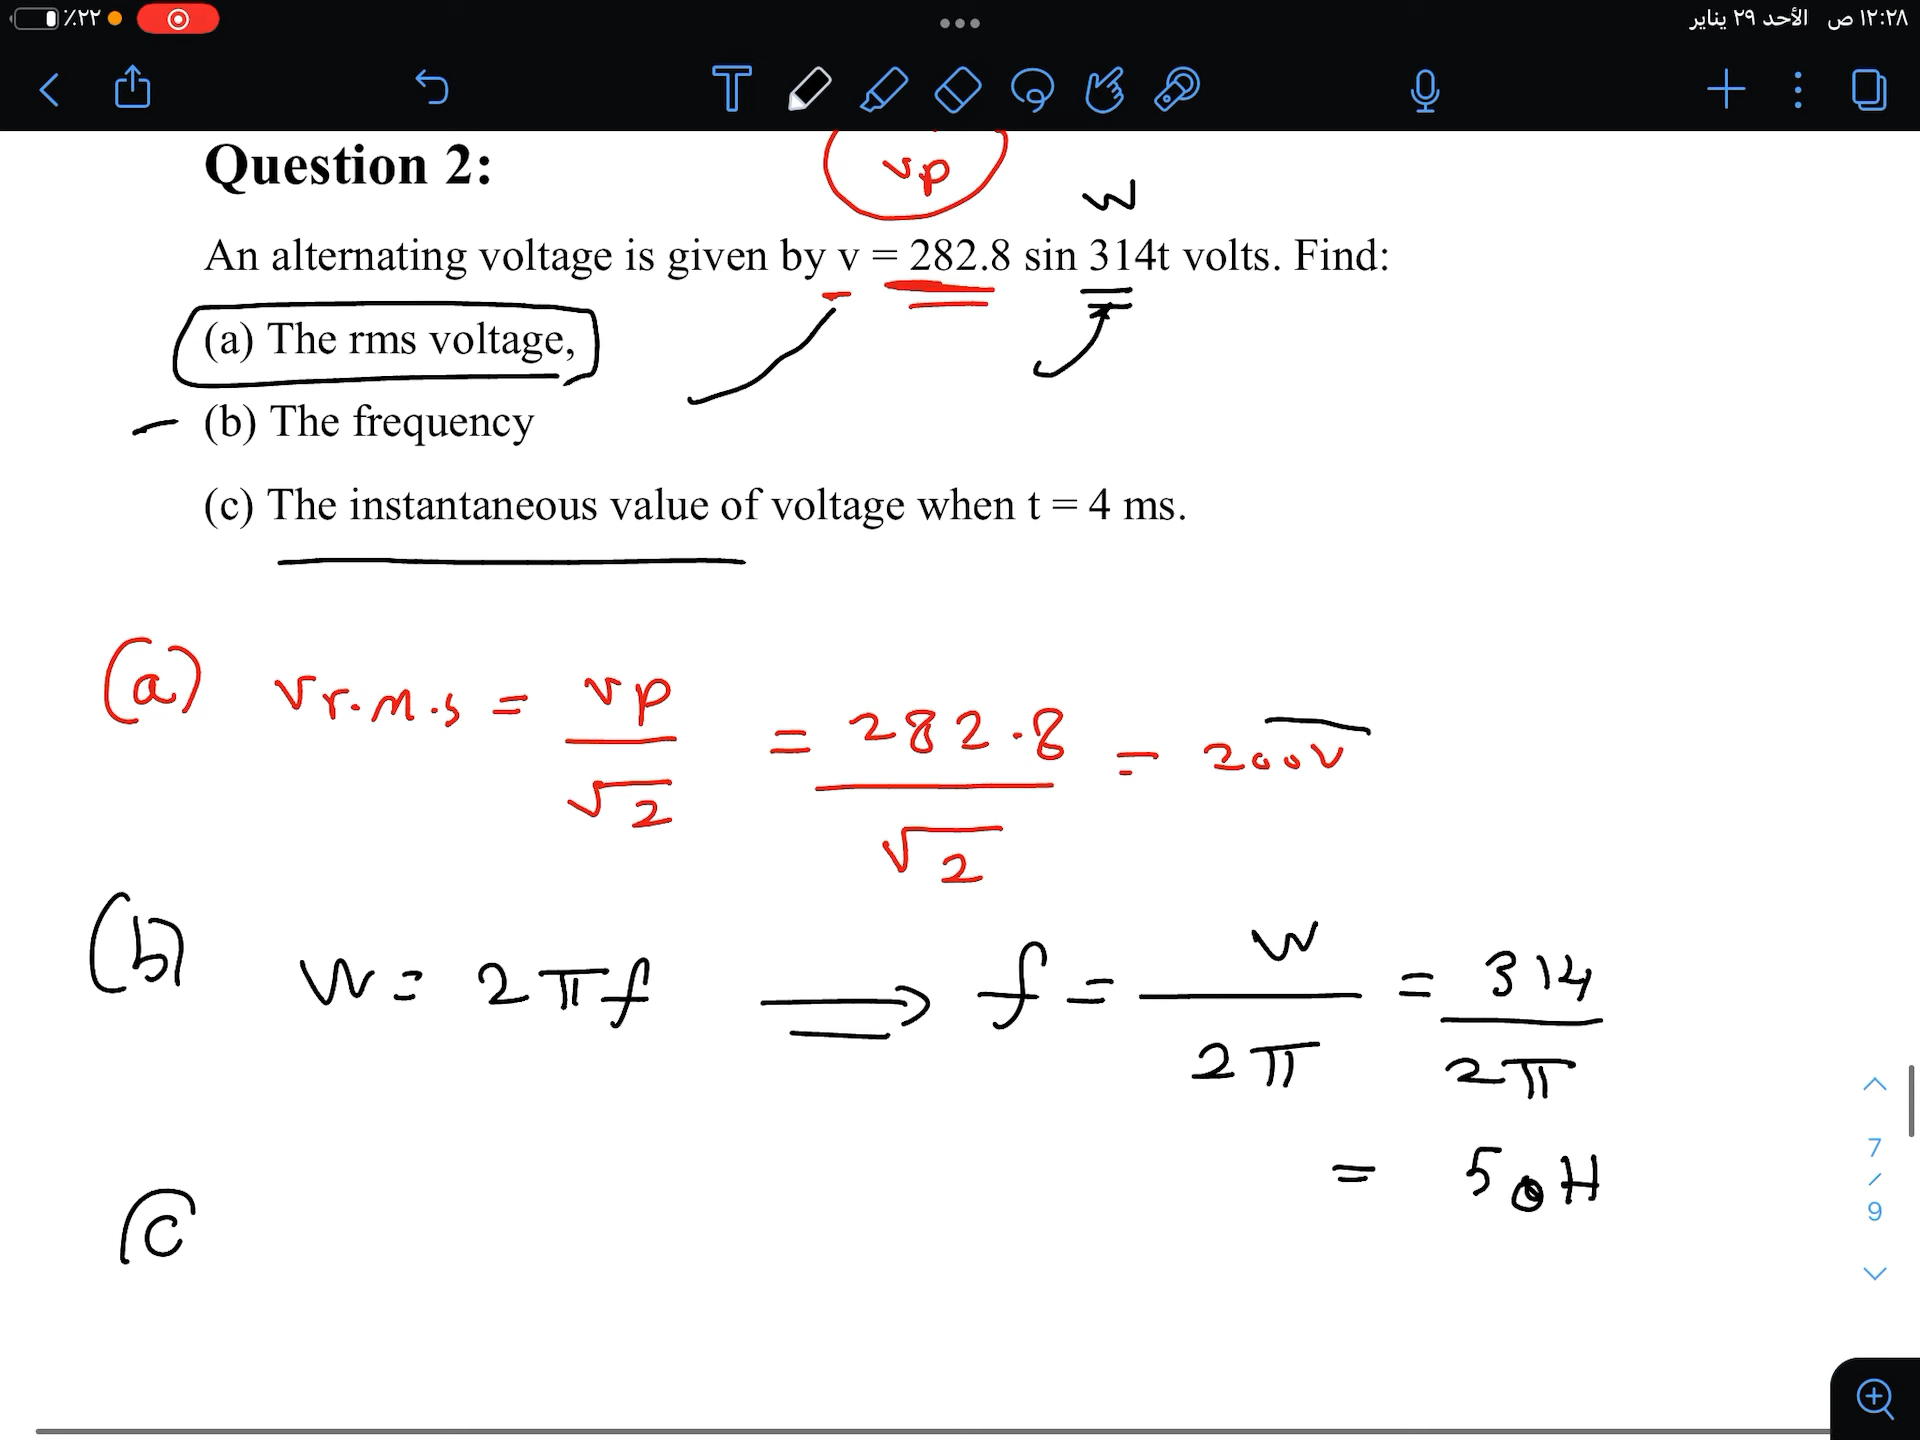 ٪٢٢
١٢:٢٨ ص الأحد ٢٩ يناير
Question 2:
vp
w
An alternating voltage is given by v = 282.8 sin 314t volts. Find:
(a) The rms voltage,
(b) The frequency
(c) The instantaneous value of voltage when t = 4 ms.
(a) Vr.m.s = vp/√2 = 282.8/√2 = 200V
(b) W = 2πf ⟹ f = w/2π = 314/2π
= 50H
(c
7/9